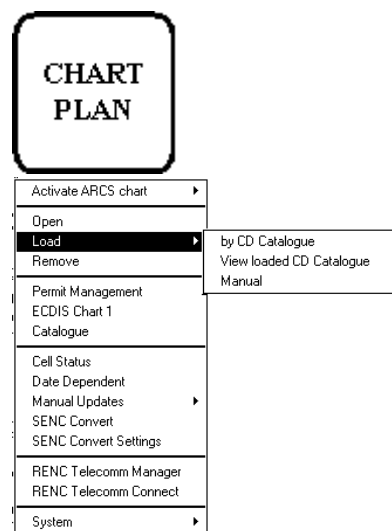 CHART
PLAN
Activate ARCS chart
Open
Load
by CD Catalogue
Remove
View loaded CD Catalogue
Manual
Permit Management
ECDIS Chart 1
Catalogue
Cell Status
Date Dependent
Manual Updates
SENC Convert
SENC Convert Settings
RENC Telecomm Manager
RENC Telecomm Connect
System